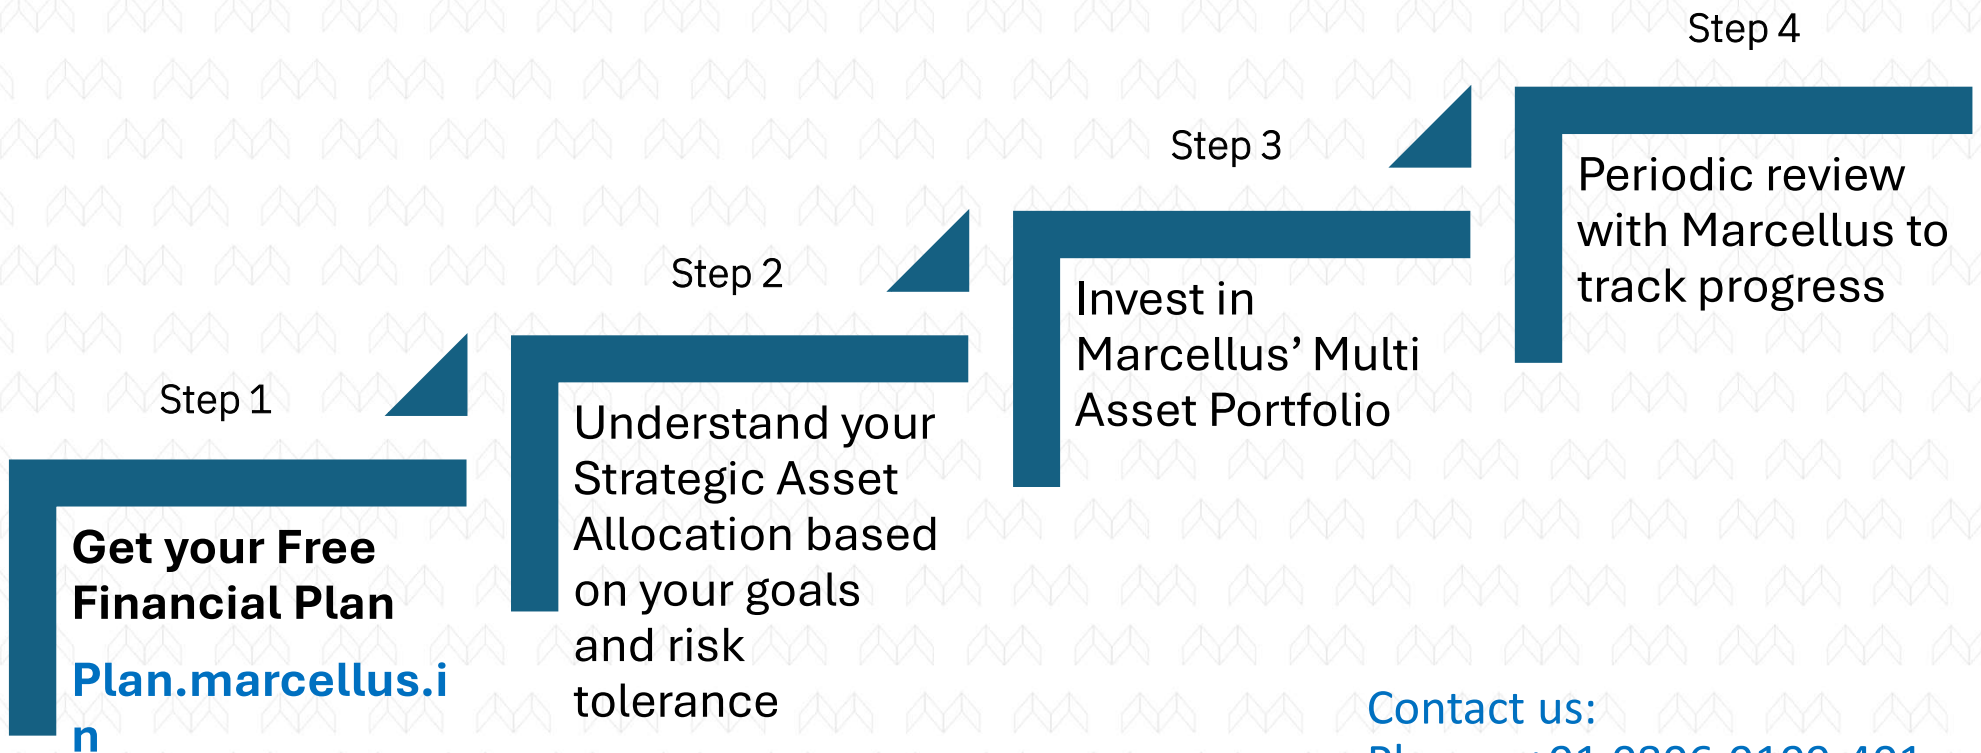 Step 1
Get your Free
Financial Plan
Plan.marcellus.i
n
Step 2
Understand your
Strategic Asset
Allocation based
on your goals
and risk
tolerance
Step 3
Invest in
Marcellus’ Multi
Asset Portfolio
Step 4
Periodic review
with Marcellus to
track progress
Contact us: